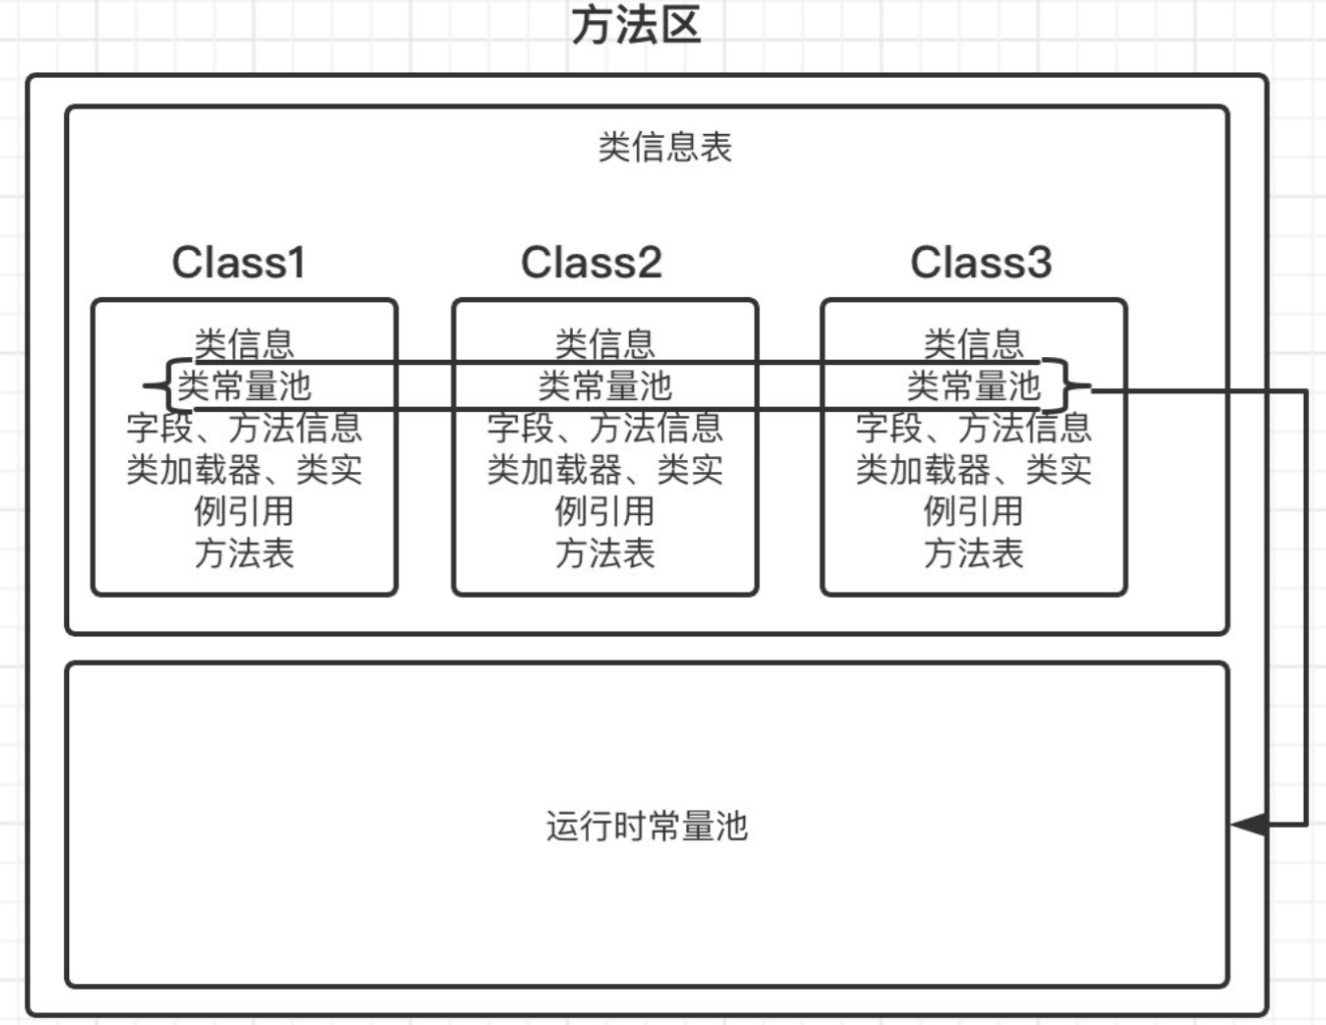 方法区
类信息表
Class1
Class2
Class3
类信息
类常量池
字段、方法信息
类加载器、类实
例引用
方法表
类信息
类常量池
字段、方法信息
类加载器、类实
例引用
方法表
类信息
类常量池
字段、方法信息
类加载器、类实
例引用
方法表
运行时常量池